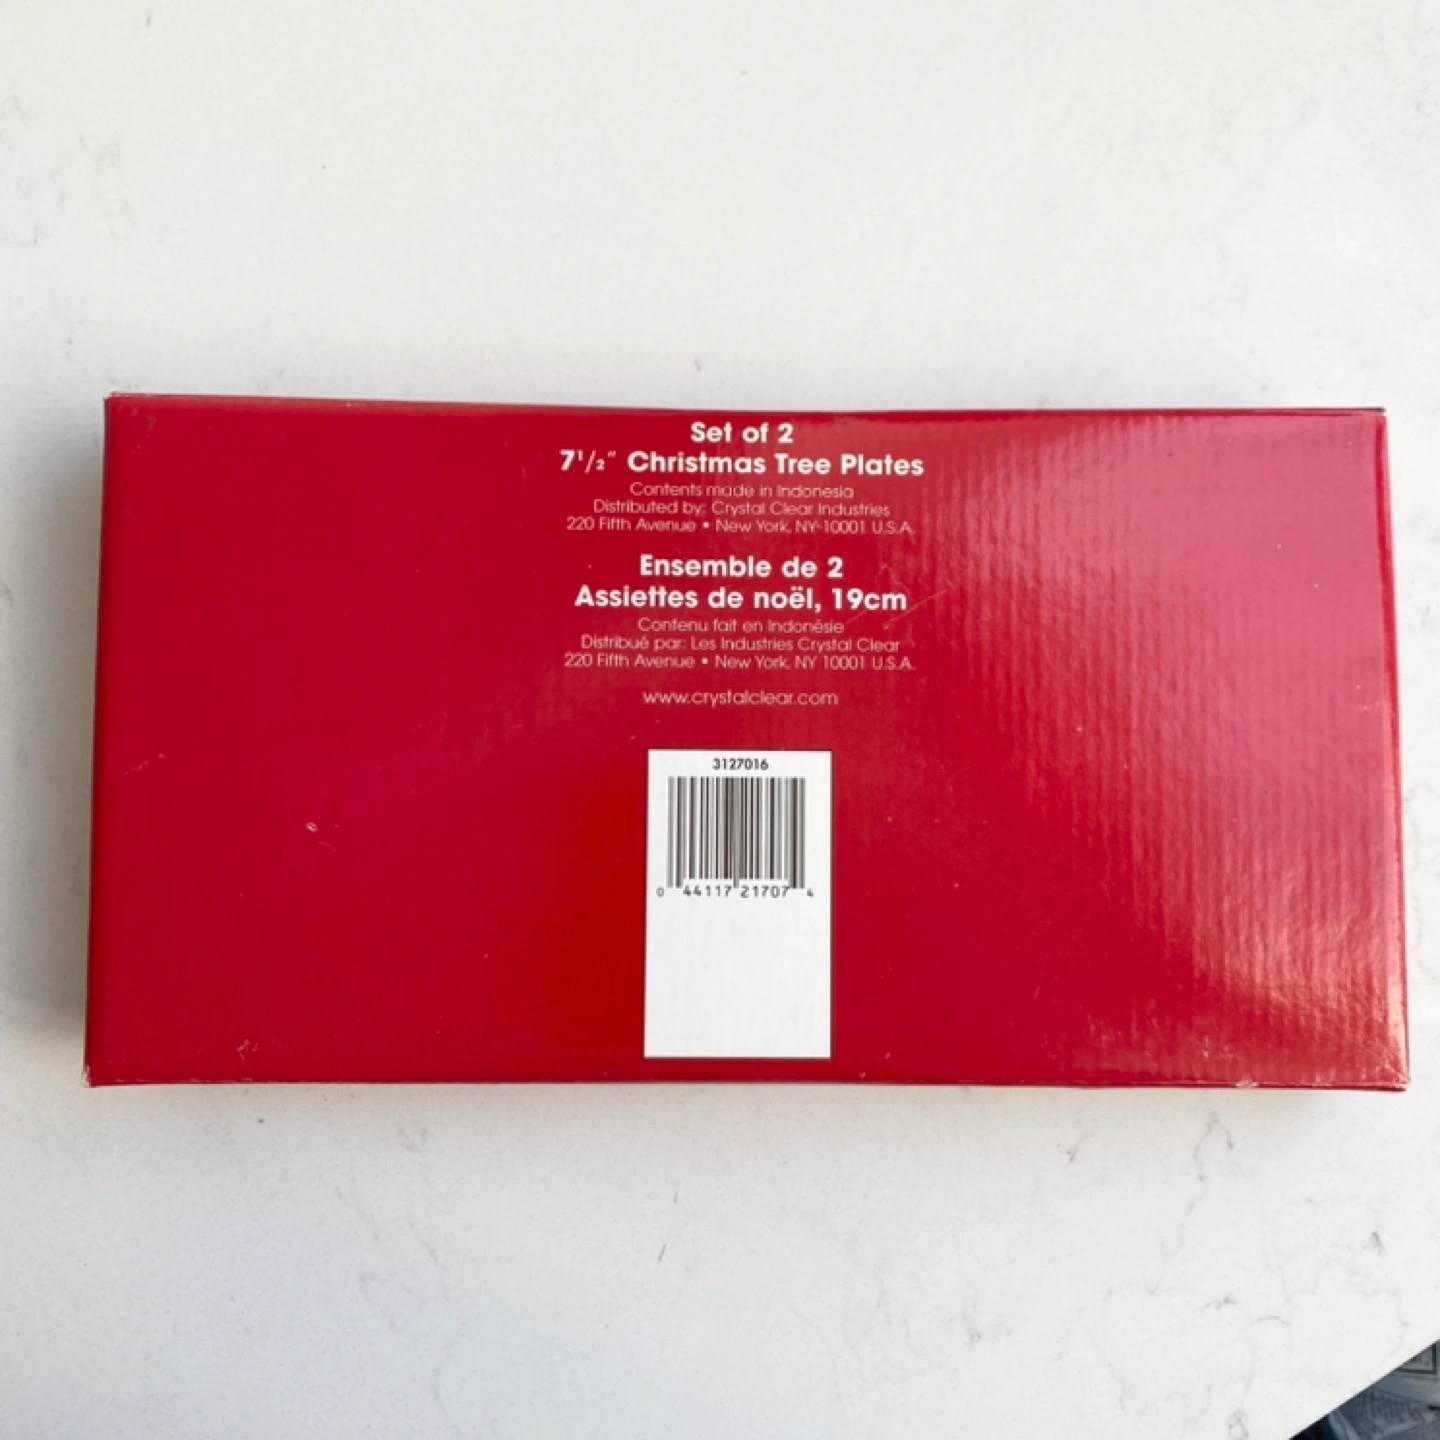 Set of 2
7 1/2" Christmas Tree Plates
Contents made in Indonesia
Distributed by: Crystal Clear Industries
220 Fifth Avenue • New York, NY 10001 U.S.A.
Ensemble de 2
Assiettes de noël, 19cm
Contenu fait en Indonésie
Distribué par: Les Industries Crystal Clear
220 Fifth Avenue • New York, NY 10001 U.S.A.
www.crystalclear.com
3127016
0 44117 21707 4